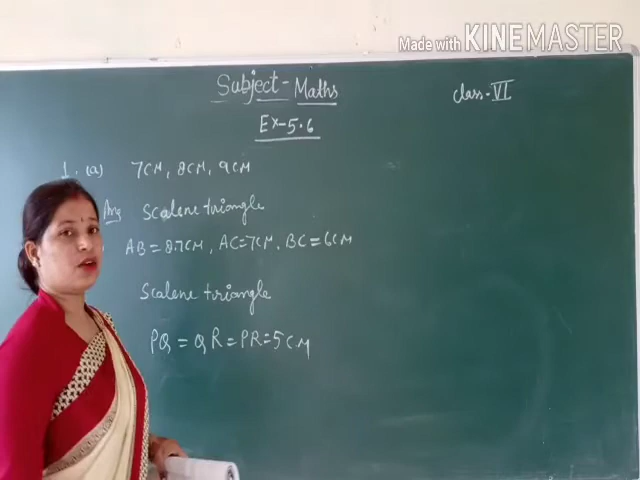 Made with KINEMASTER
Subject - Maths
class - VI
Ex - 5.6
1. (a) 7CM, 8CM, 9CM
Ans Scalene triangle
AB = 8.7CM, AC = 7CM, BC = 6CM
Scalene triangle
PQ = QR = PR = 5CM